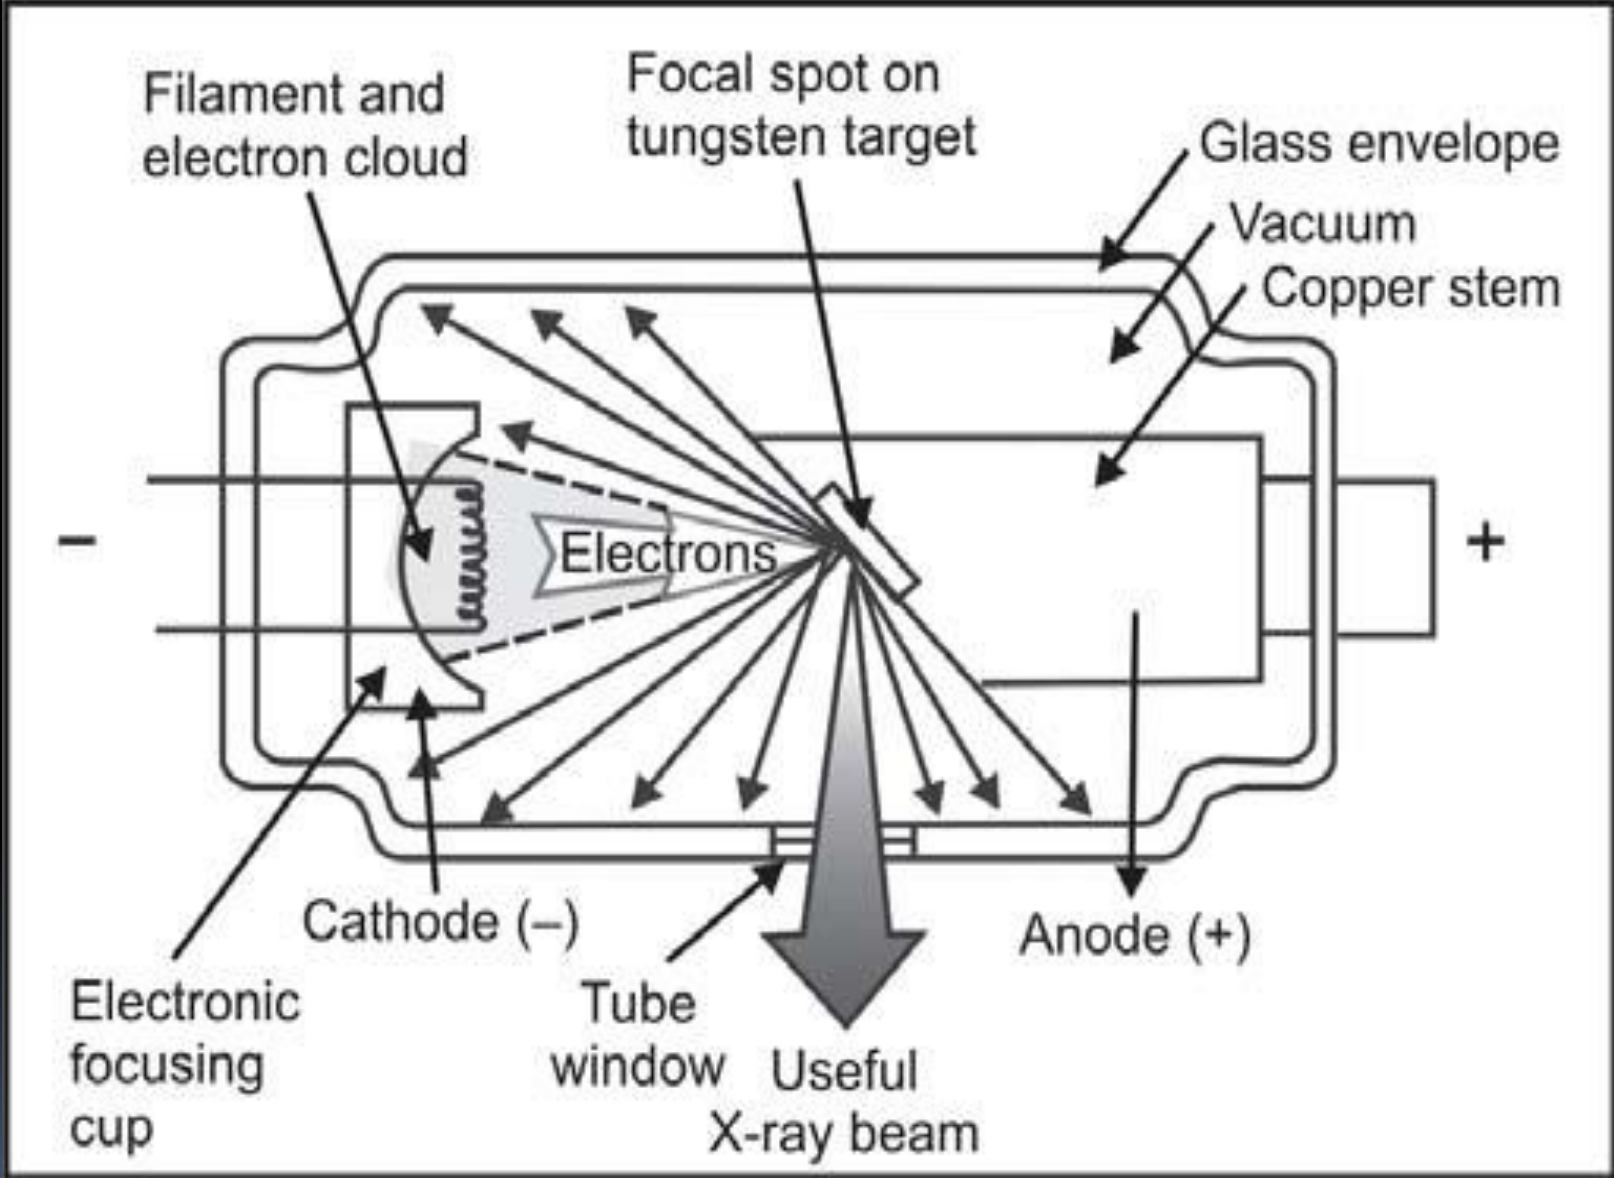 Filament and
electron cloud
Focal spot on
tungsten target
Glass envelope
Vacuum
Copper stem
–
Electrons
+
Cathode (–)
Anode (+)
Electronic
focusing
cup
Tube
window
Useful
X-ray beam